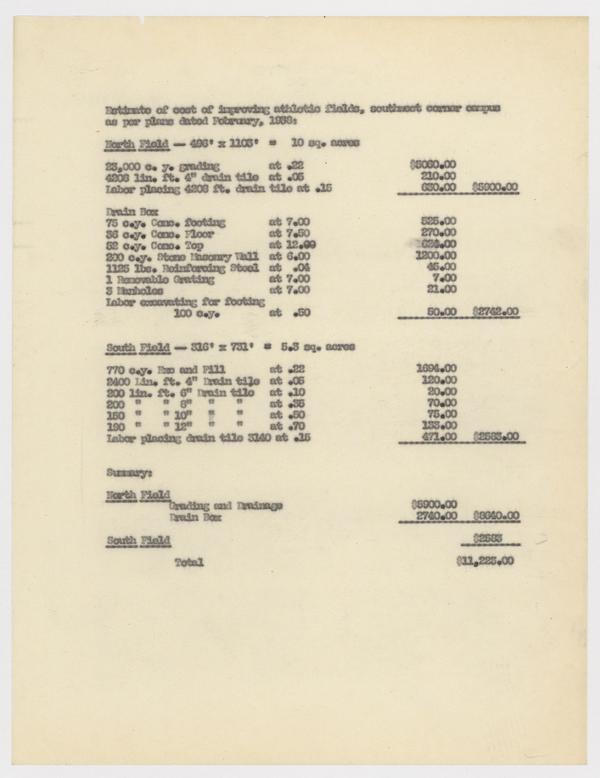 Estimate of cost of improving athletic fields, southwest corner campus
as per plans dated February, 1938:
North Field -- 496' x 1103' = 10 sq. acres
23,000 c. y. grading at .22 $5060.00
4208 lin. ft. 4" drain tile at .05 210.00
Labor placing 4208 ft. drain tile at .15 630.00 $5900.00
Drain Box
75 c.y. Conc. footing at 7.00 525.00
36 c.y. Conc. Floor at 7.50 270.00
52 c.y. Conc. Top at 12.00 624.00
200 c.y. Stone Masonry Wall at 6.00 1200.00
1125 lbs. Reinforcing Steel at .04 45.00
1 Removable Grating at 7.00 7.00
3 Manholes at 7.00 21.00
Labor excavating for footing
100 c.y. at .50 50.00 $2742.00
South Field -- 316' x 731' = 5.3 sq. acres
770 c.y. Exc and Fill at .22 1694.00
2400 Lin. ft. 4" Drain tile at .05 120.00
200 lin. ft. 6" Drain tile at .10 20.00
200 " " 8" " " at .35 70.00
150 " " 10" " " at .50 75.00
190 " " 12" " " at .70 133.00
Labor placing drain tile 3140 at .15 471.00 $2583.00
Summary:
North Field
Grading and Drainage $5900.00
Drain Box 2740.00 $8640.00
South Field $2583
Total $11,223.00